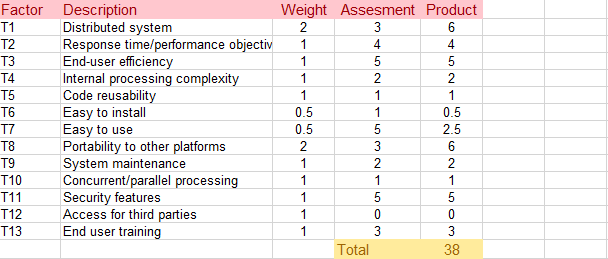 Factor Description Weight Assesment Product
T1 Distributed system 2 3 6
T2 Response time/performance objectiv 1 4 4
T3 End-user efficiency 1 5 5
T4 Internal processing complexity 1 2 2
T5 Code reusability 1 1 1
T6 Easy to install 0.5 1 0.5
T7 Easy to use 0.5 5 2.5
T8 Portability to other platforms 2 3 6
T9 System maintenance 1 2 2
T10 Concurrent/parallel processing 1 1 1
T11 Security features 1 5 5
T12 Access for third parties 1 0 0
T13 End user training 1 3 3
Total 38